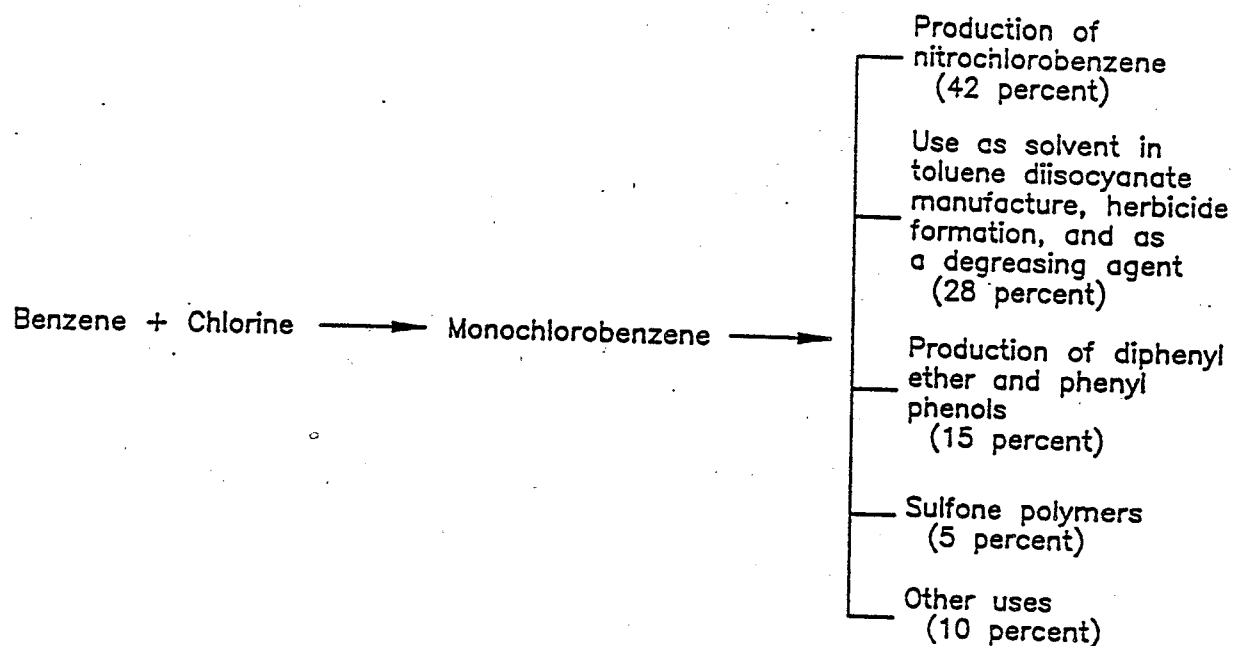 Production of
nitrochlorobenzene
(42 percent)
Use as solvent in
toluene diisocyanate
manufacture, herbicide
formation, and as
a degreasing agent
(28 percent)
Benzene + Chlorine
Monochlorobenzene
Production of diphenyl
ether and phenyl
phenols
(15 percent)
Sulfone polymers
(5 percent)
Other uses
(10 percent)